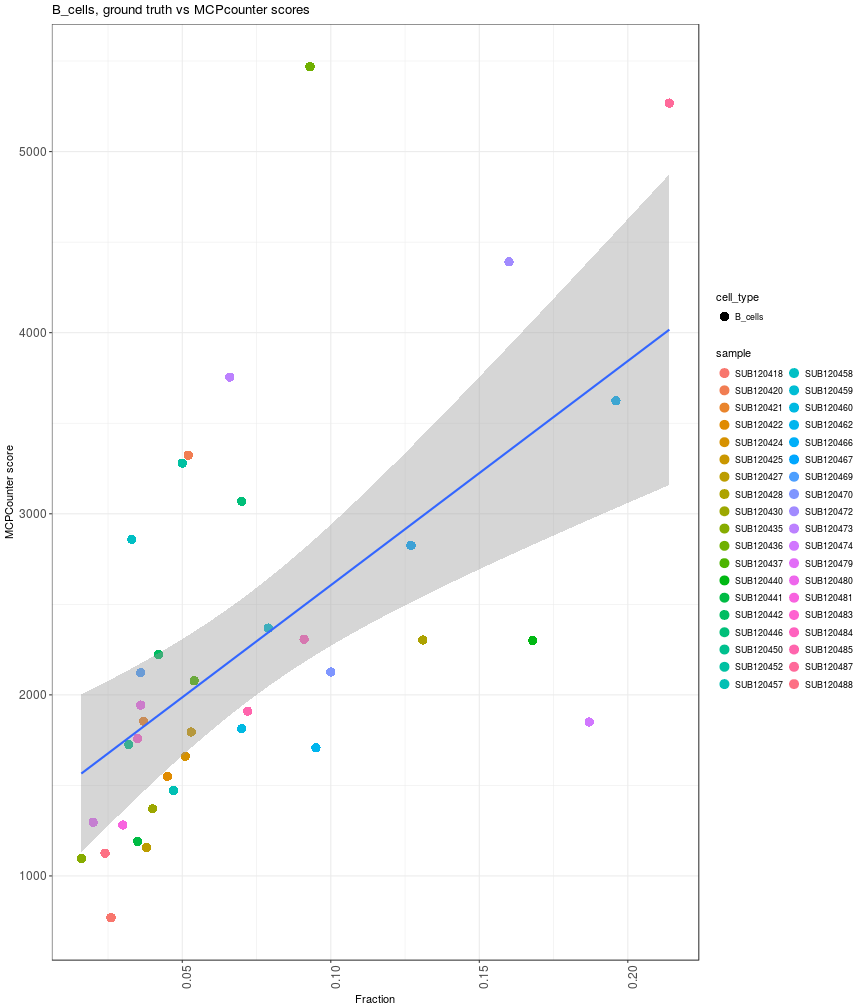 B_cells, ground truth vs MCPcounter scores
MCPCounter score
5000
4000
3000
2000
1000
0.05
0.10
0.15
0.20
Fraction
cell_type
B_cells
sample
SUB120418
SUB120420
SUB120421
SUB120422
SUB120424
SUB120425
SUB120427
SUB120428
SUB120430
SUB120435
SUB120436
SUB120437
SUB120440
SUB120441
SUB120442
SUB120446
SUB120450
SUB120452
SUB120457
SUB120458
SUB120459
SUB120460
SUB120462
SUB120466
SUB120467
SUB120469
SUB120470
SUB120472
SUB120473
SUB120474
SUB120479
SUB120480
SUB120481
SUB120483
SUB120484
SUB120485
SUB120487
SUB120488